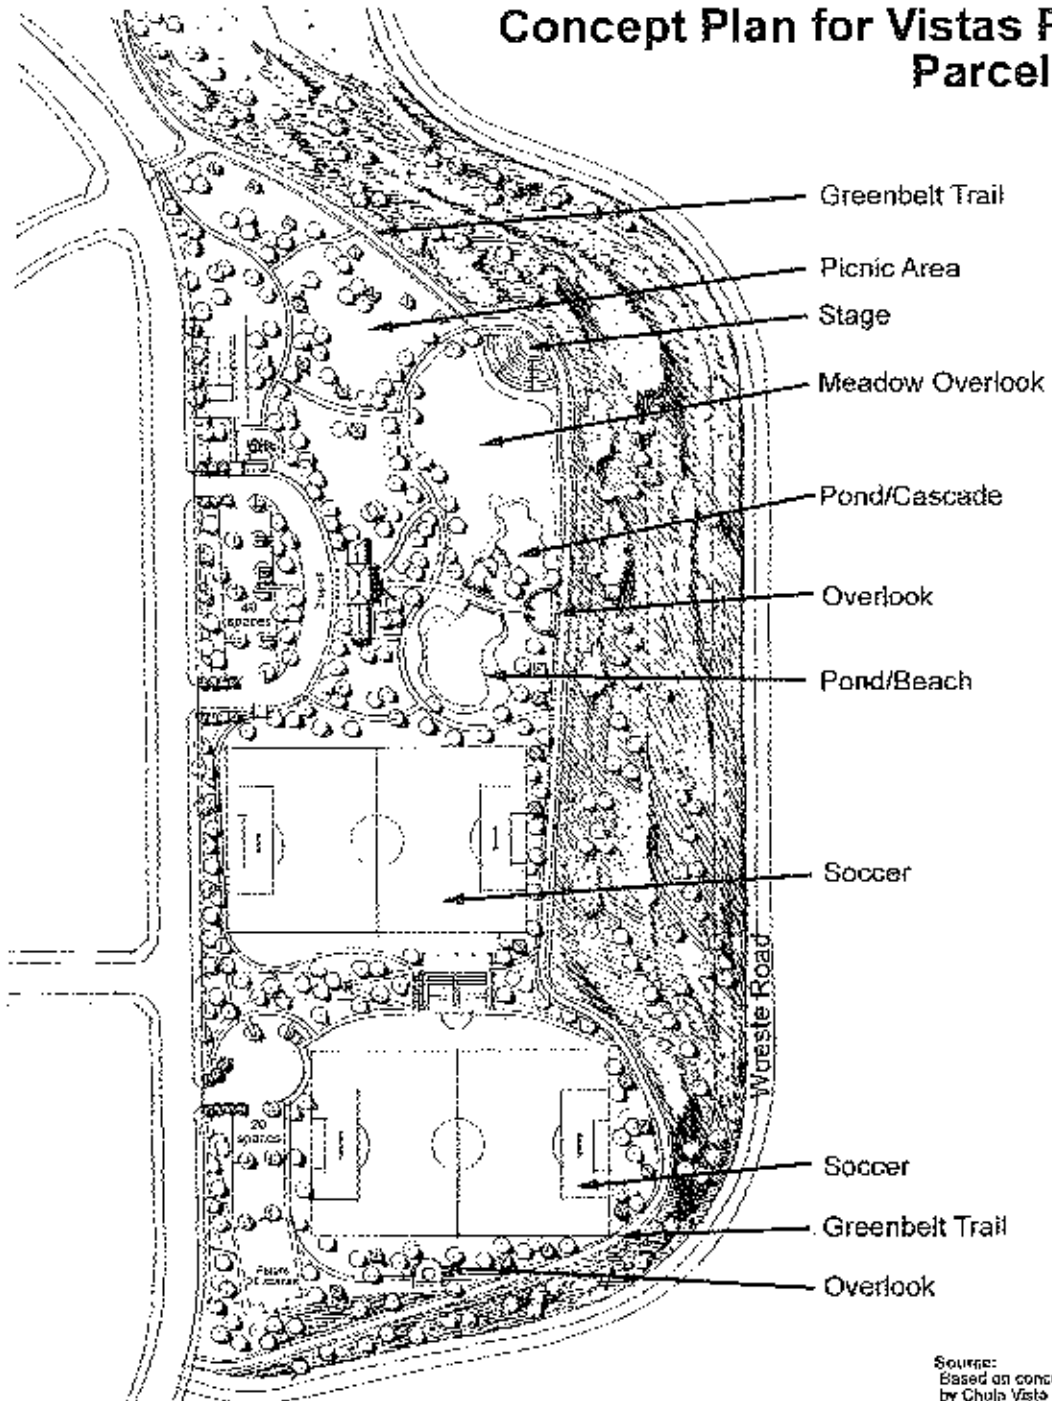 Concept Plan for Vistas P
Parcel
Greenbelt Trail
Picnic Area
Stage
Meadow Overlook
Pond/Cascade
Overlook
40
spaces
Pond/Beach
Soccer
Wueste Road
20
spaces
Soccer
Greenbelt Trail
Future
Overlook
Source:
Based on conc
by Chula Vista